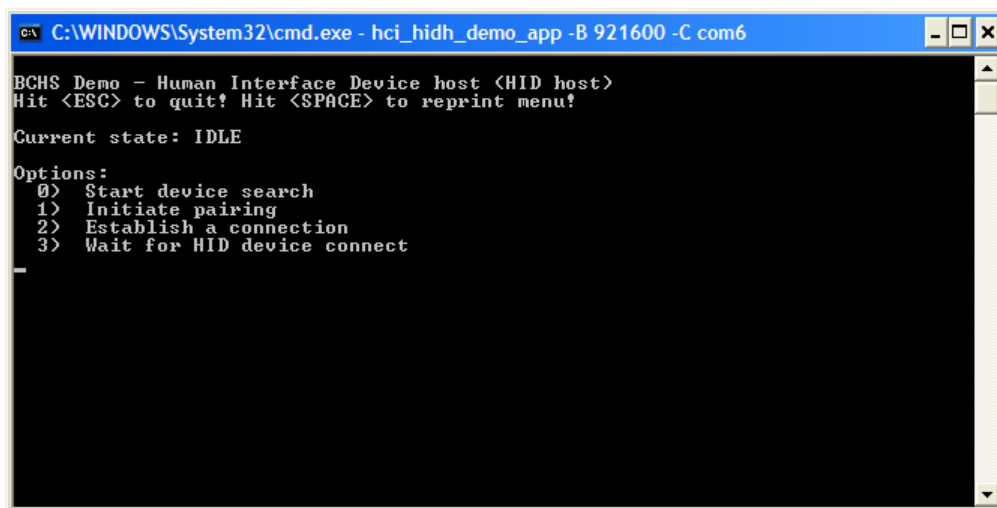 C:\WINDOWS\System32\cmd.exe - hci_hidh_demo_app -B 921600 -C com6
BCHS Demo - Human Interface Device host (HID host)
Hit <ESC> to quit! Hit <SPACE> to reprint menu!
Current state: IDLE
Options:
0) Start device search
1) Initiate pairing
2) Establish a connection
3) Wait for HID device connect